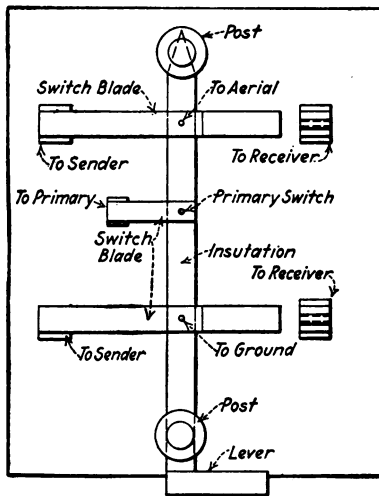 Post
Switch Blade
To Aerial
To Sender
To Receiver
To Primary
Primary Switch
Switch
Blade
Insutation
To Receiver
To Sender
To Ground
Post
Lever